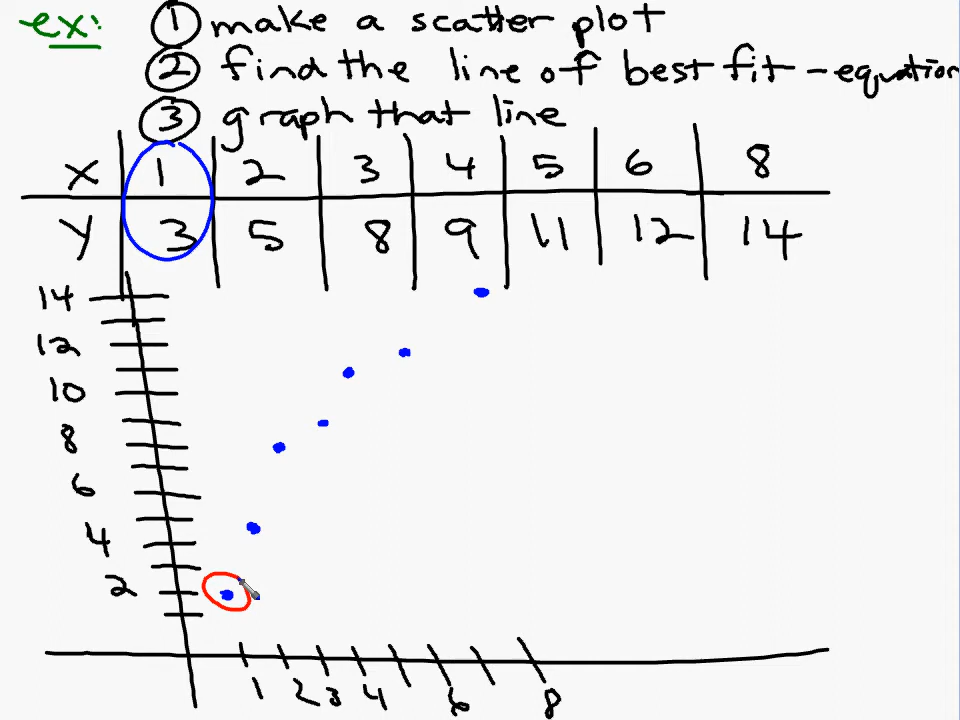 ex: ① make a scatter plot
② find the line of best fit - equation
③ graph that line
X 1 2 3 4 5 6 8
Y 3 5 8 9 11 12 14
14
12
10
8
6
4
2
1 2 3 4 6 8